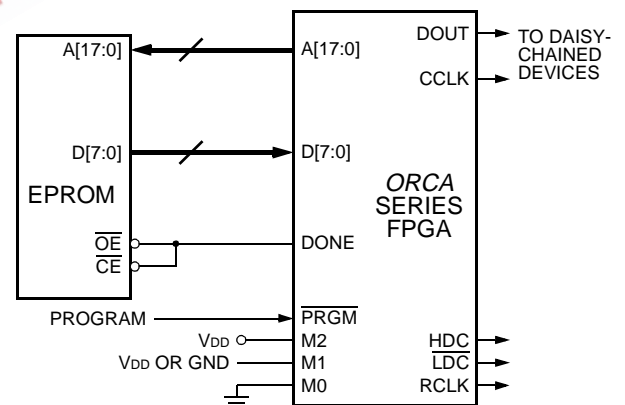 A[17:0]
D[7:0]
EPROM
OE
CE
A[17:0]
D[7:0]
DONE
PRGM
M2
M1
M0
PROGRAM
VDD
VDD OR GND
ORCA
SERIES
FPGA
DOUT
CCLK
HDC
LDC
RCLK
TO DAISY-
CHAINED
DEVICES